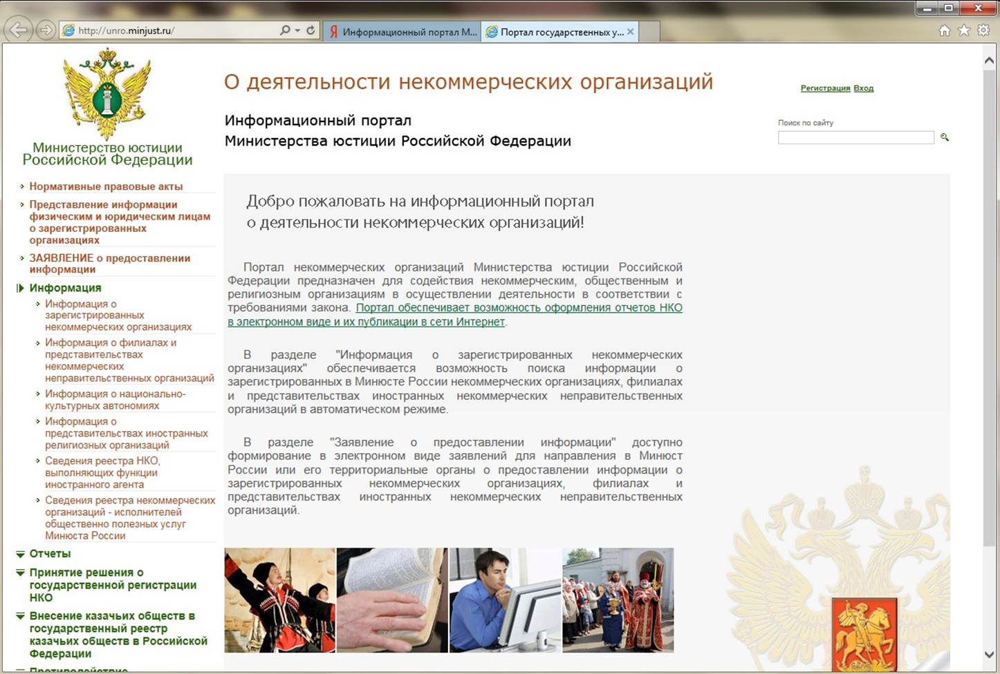 http://unro.minjust.ru/
Информационный портал М...
Портал государственных у...
Министерство юстиции
Российской Федерации
О деятельности некоммерческих организаций
Информационный портал
Министерства юстиции Российской Федерации
Регистрация Вход
Поиск по сайту
Нормативные правовые акты
Представление информации
физическим и юридическим лицам
о зарегистрированных
организациях
ЗАЯВЛЕНИЕ о предоставлении
информации
Информация
Информация о
зарегистрированных
некоммерческих организациях
Информация о филиалах и
представительствах
некоммерческих
неправительственных организаций
Информация о национально-
культурных автономиях
Информация о
представительствах иностранных
религиозных организаций
Сведения реестра НКО,
выполняющих функции
иностранного агента
Сведения реестра некоммерческих
организаций - исполнителей
общественно полезных услуг
Минюста России
Отчеты
Принятие решения о
государственной регистрации
НКО
Внесение казачьих обществ в
государственный реестр
казачьих обществ в Российской
Федерации
Противодействие
Добро пожаловать на информационный портал
о деятельности некоммерческих организаций!
Портал некоммерческих организаций Министерства юстиции Российской
Федерации предназначен для содействия некоммерческим, общественным и
религиозным организациям в осуществлении деятельности в соответствии с
требованиями закона. Портал обеспечивает возможность оформления отчетов НКО
в электронном виде и их публикации в сети Интернет.
В разделе "Информация о зарегистрированных некоммерческих
организациях" обеспечивается возможность поиска информации о
зарегистрированных в Минюсте России некоммерческих организациях, филиалах
и представительствах иностранных некоммерческих неправительственных
организаций в автоматическом режиме.
В разделе "Заявление о предоставлении информации" доступно
формирование в электронном виде заявлений для направления в Минюст
России или его территориальные органы о предоставлении информации о
зарегистрированных некоммерческих организациях, филиалах и
представительствах иностранных некоммерческих неправительственных
организаций.